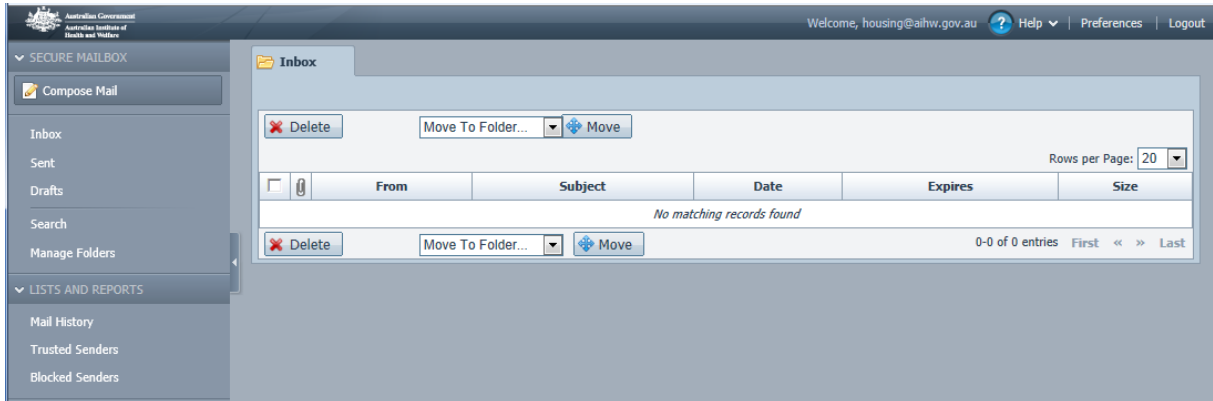 Australian Government
Australian Institute of
Health and Welfare
Welcome, housing@aihw.gov.au ? Help | Preferences | Logout
SECURE MAILBOX
Compose Mail
Inbox
Sent
Drafts
Search
Manage Folders
LISTS AND REPORTS
Mail History
Trusted Senders
Blocked Senders
Inbox
Delete Move To Folder... Move
Rows per Page: 20
From Subject Date Expires Size
No matching records found
Delete Move To Folder... Move 0-0 of 0 entries First « » Last